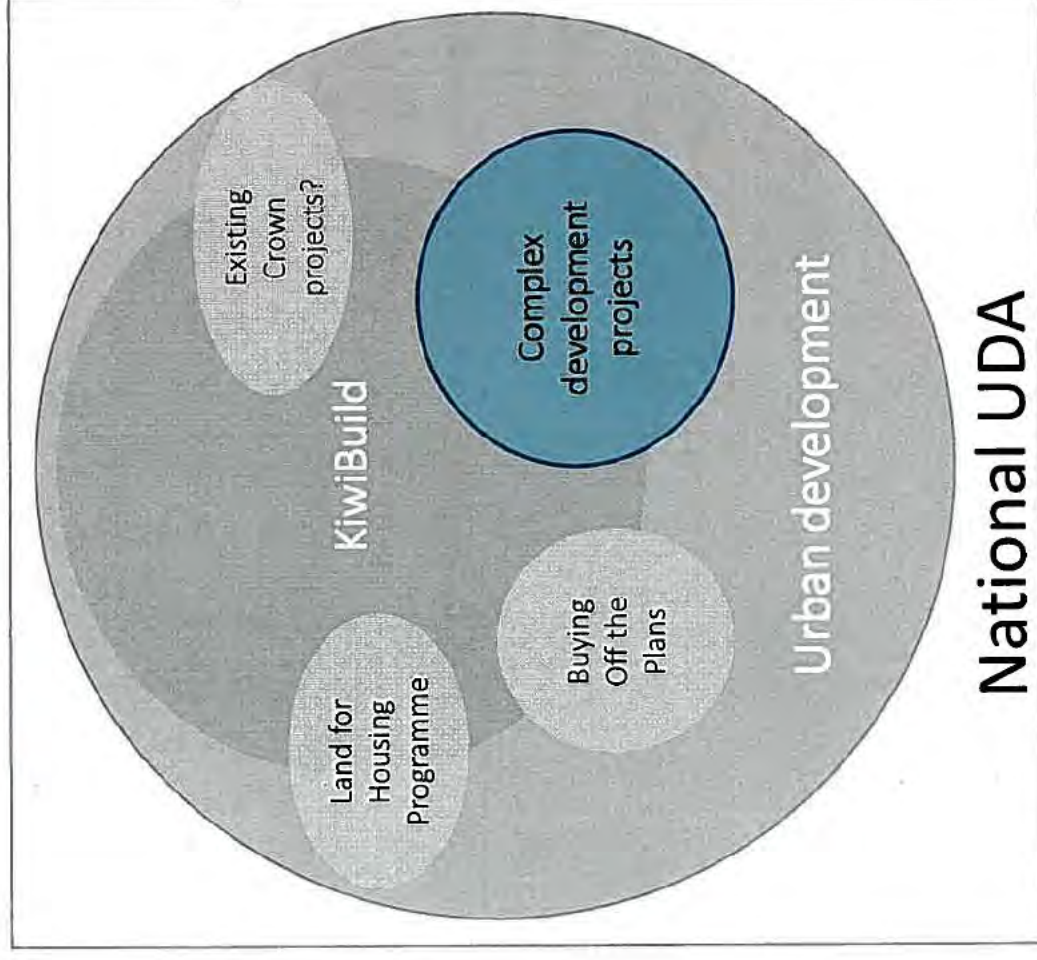 Existing
Crown
projects?
KiwiBuild
Land for
Housing
Programme
Complex
development
projects
Buying
Off the
Plans
Urban development
National UDA